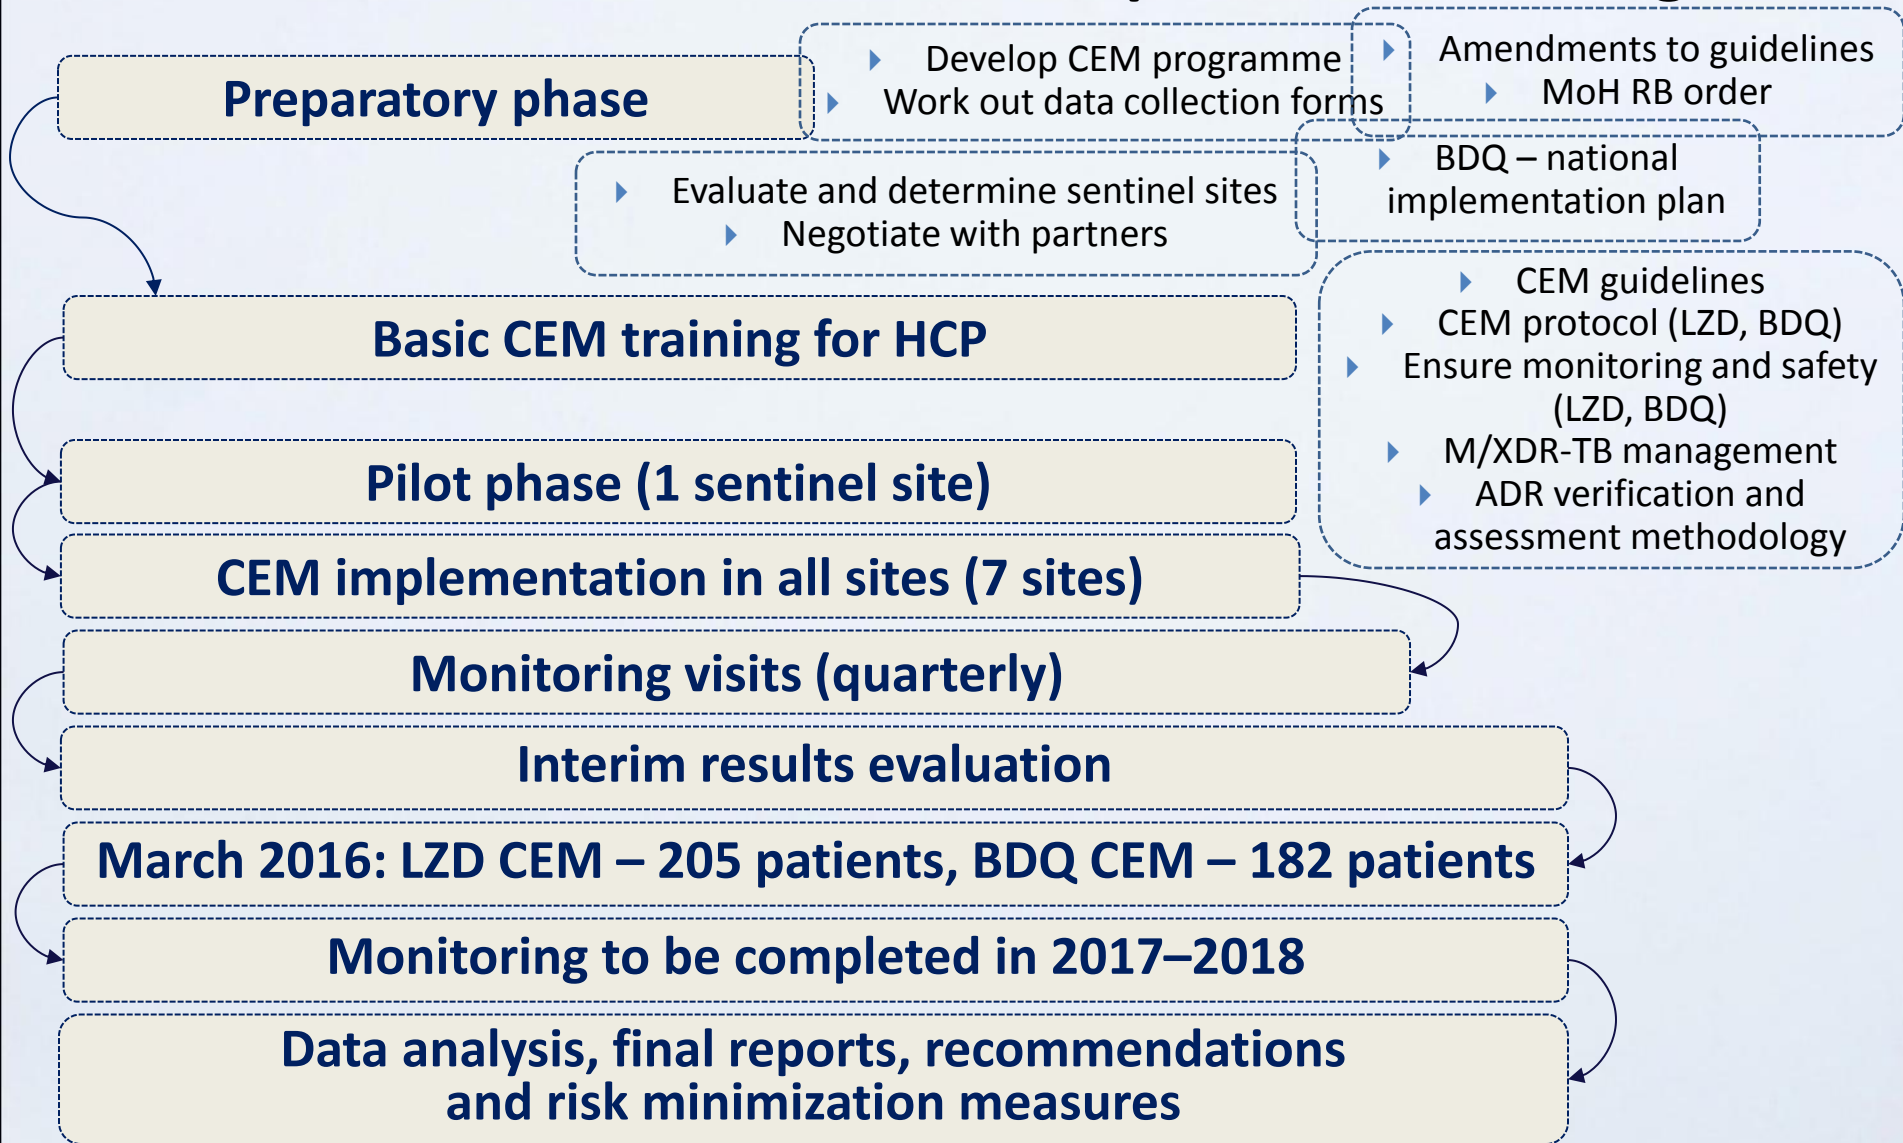 Preparatory phase
Develop CEM programme
Work out data collection forms
Amendments to guidelines
MoH RB order
Evaluate and determine sentinel sites
Negotiate with partners
BDQ – national
implementation plan
Basic CEM training for HCP
CEM guidelines
CEM protocol (LZD, BDQ)
Ensure monitoring and safety
(LZD, BDQ)
M/XDR-TB management
ADR verification and
assessment methodology
Pilot phase (1 sentinel site)
CEM implementation in all sites (7 sites)
Monitoring visits (quarterly)
Interim results evaluation
March 2016: LZD CEM – 205 patients, BDQ CEM – 182 patients
Monitoring to be completed in 2017–2018
Data analysis, final reports, recommendations
and risk minimization measures